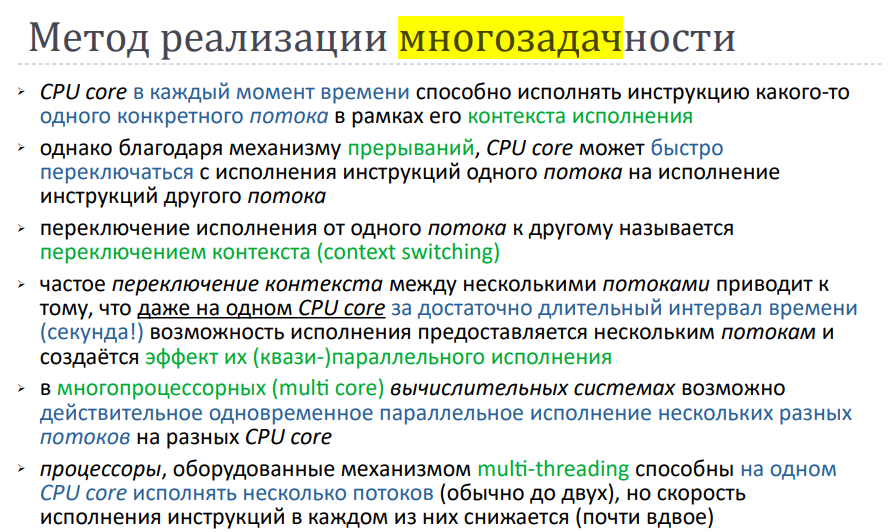 Метод реализации многозадачности
➢ CPU core в каждый момент времени способно исполнять инструкцию какого-то
одного конкретного потока в рамках его контекста исполнения
➢ однако благодаря механизму прерываний, CPU core может быстро
переключаться с исполнения инструкций одного потока на исполнение
инструкций другого потока
➢ переключение исполнения от одного потока к другому называется
переключением контекста (context switching)
➢ частое переключение контекста между несколькими потоками приводит к
тому, что даже на одном CPU core за достаточно длительный интервал времени
(секунда!) возможность исполнения предоставляется нескольким потокам и
создаётся эффект их (квази-)параллельного исполнения
➢ в многопроцессорных (multi core) вычислительных системах возможно
действительное одновременное параллельное исполнение нескольких разных
потоков на разных CPU core
➢ процессоры, оборудованные механизмом multi-threading способны на одном
CPU core исполнять несколько потоков (обычно до двух), но скорость
исполнения инструкций в каждом из них снижается (почти вдвое)